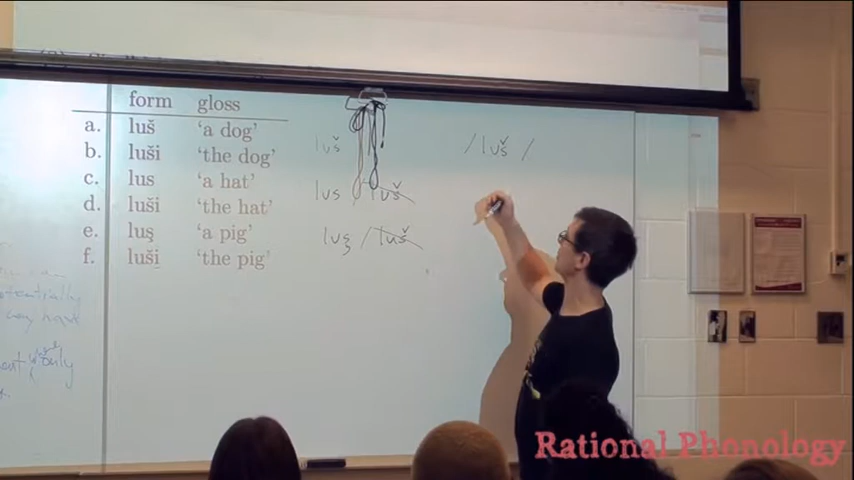 form gloss
a. luš ‘a dog’
b. luši ‘the dog’
c. lus ‘a hat’
d. luši ‘the hat’
e. luş ‘a pig’
f. luši ‘the pig’
luš
/luš/
lus luš
luş / luš
only
Rational Phonology